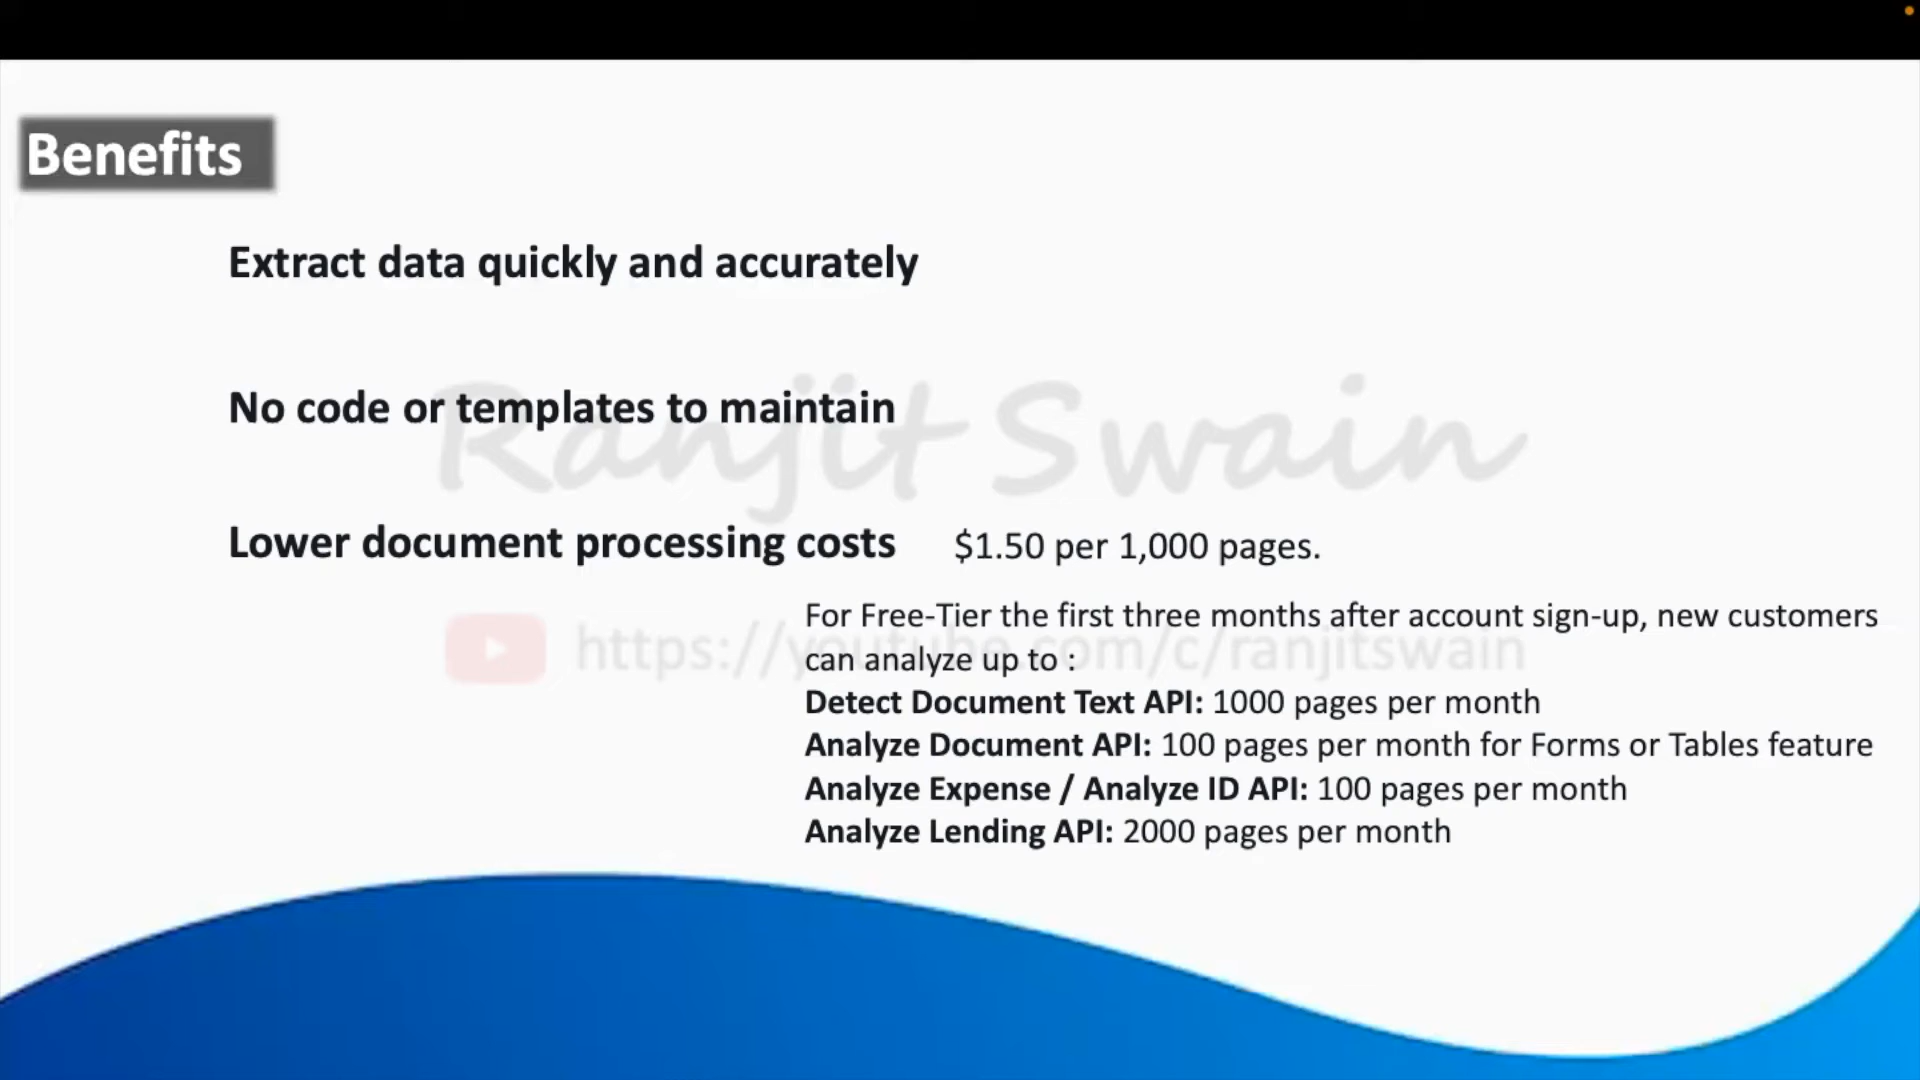 Benefits
Extract data quickly and accurately
No code or templates to maintain
Ranjit Swain
Lower document processing costs $1.50 per 1,000 pages.
For Free-Tier the first three months after account sign-up, new customers
can analyze up to :
https://youtube.com/c/ranjitswain
Detect Document Text API: 1000 pages per month
Analyze Document API: 100 pages per month for Forms or Tables feature
Analyze Expense / Analyze ID API: 100 pages per month
Analyze Lending API: 2000 pages per month